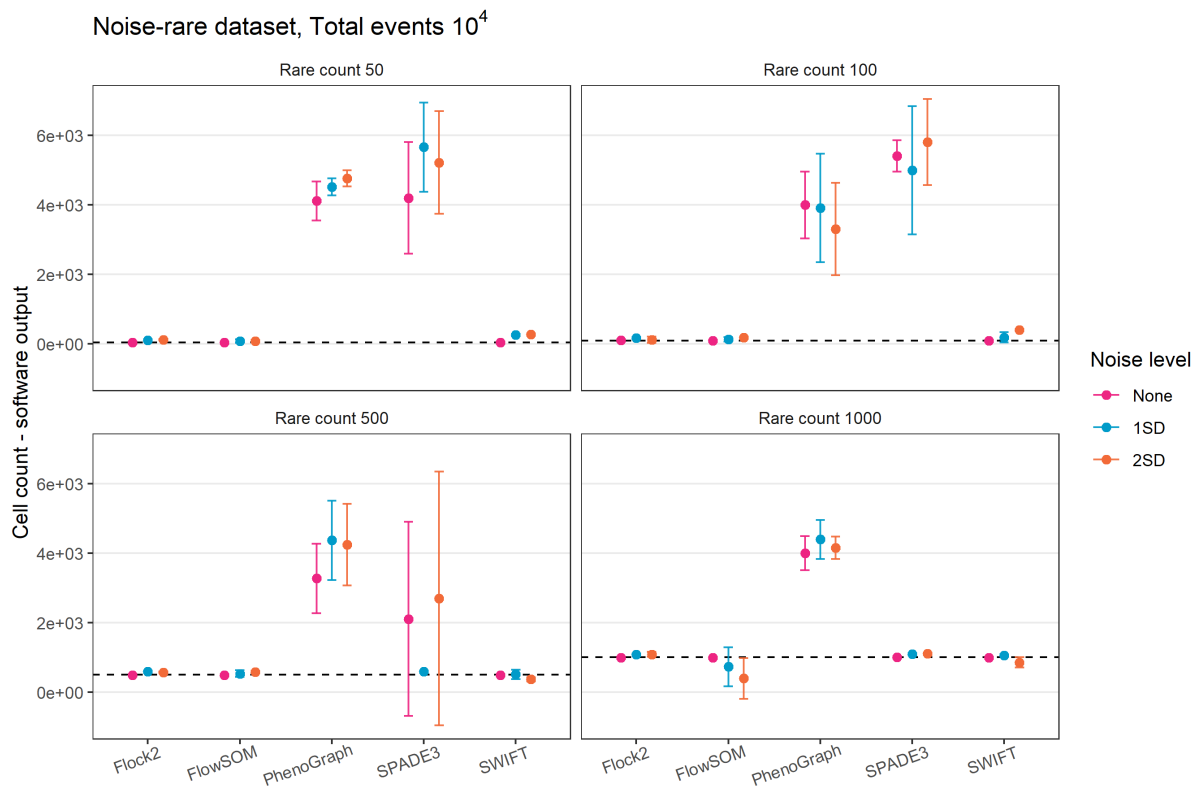 Noise-rare dataset, Total events 10⁴
Rare count 50
Rare count 100
6e+03
4e+03
2e+03
0e+00
Rare count 500
Rare count 1000
6e+03
4e+03
2e+03
0e+00
Cell count - software output
Flock2
FlowSOM
PhenoGraph
SPADE3
SWIFT
Flock2
FlowSOM
PhenoGraph
SPADE3
SWIFT
Noise level
None
1SD
2SD